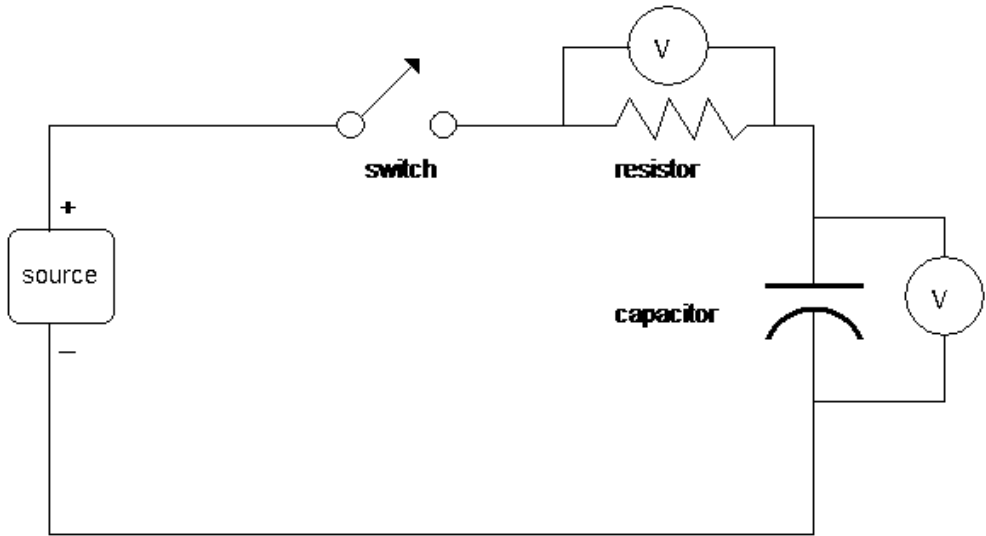 V
switch
resistor
+
source
–
capacitor
V